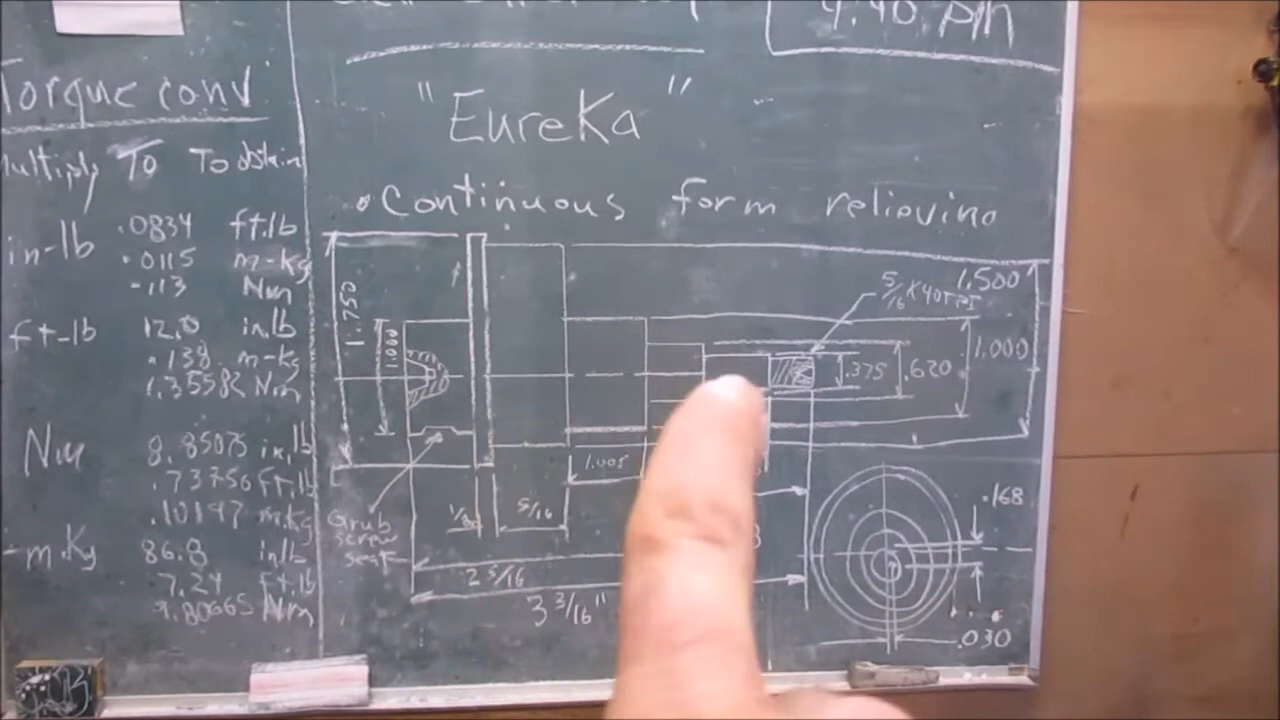 4.40 P/h
Torque conv
Multiply To To obtain
in-lb .0834 ft.lb
.0115 m-kg
.113 Nm
ft-lb 12.0 in.lb
.138 m-kg
1.35582 Nm
Nm 8.85075 in.lb
.73756 ft.lb
.10197 m.kg
m.kg 86.8 in lb
7.24 ft.lb
9.80665 Nm
"EureKa"
• Continuous form relieving
1.750
1.000
5/16 x 40 TPI
1.500
1.000
.620
.375
1.005
1/8
5/16
Grub
screw
seat
2 5/16
3 3/16"
.168
.030